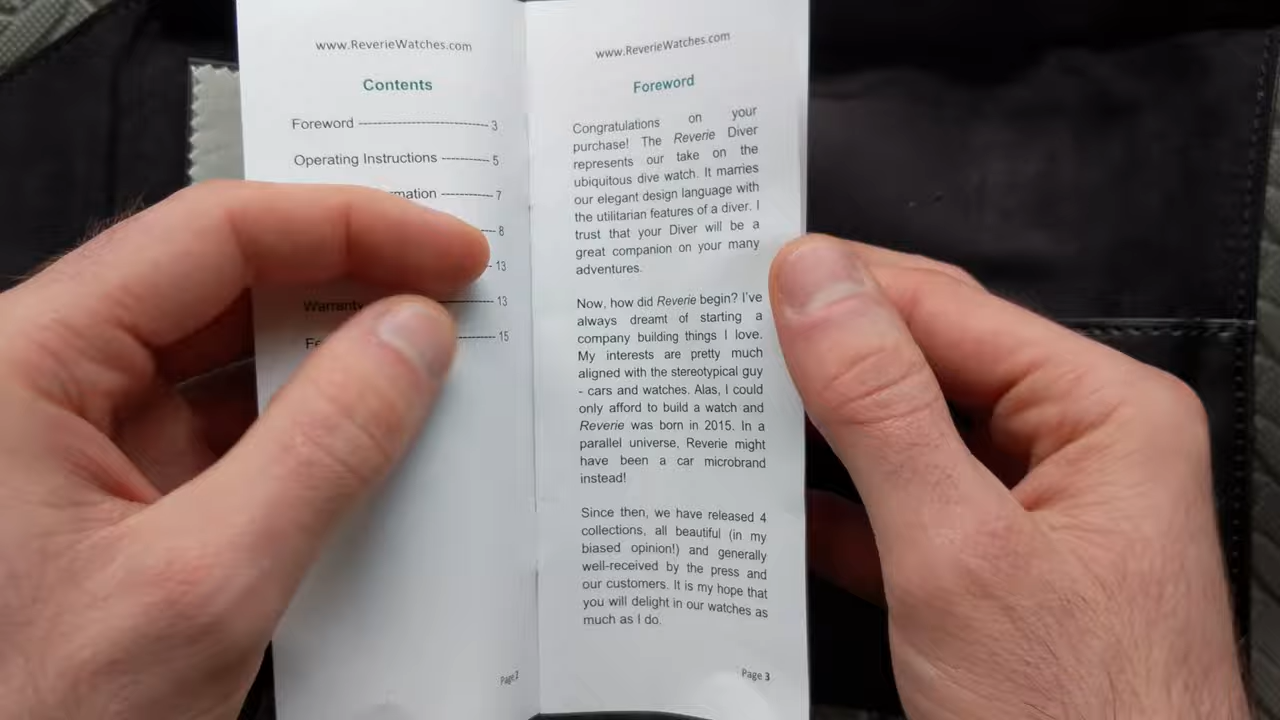 www.ReverieWatches.com
Contents
Foreword ---------------------------- 3
Operating Instructions ---------- 5
---------- 7
-- 8
- 13
Warranty ---------- 13
---------- 15
Page 2
www.ReverieWatches.com
Foreword
Congratulations on your
purchase! The Reverie Diver
represents our take on the
ubiquitous dive watch. It marries
our elegant design language with
the utilitarian features of a diver. I
trust that your Diver will be a
great companion on your many
adventures.
Now, how did Reverie begin? I've
always dreamt of starting a
company building things I love.
My interests are pretty much
aligned with the stereotypical guy
- cars and watches. Alas, I could
only afford to build a watch and
Reverie was born in 2015. In a
parallel universe, Reverie might
have been a car microbrand
instead!
Since then, we have released 4
collections, all beautiful (in my
biased opinion!) and generally
well-received by the press and
our customers. It is my hope that
you will delight in our watches as
much as I do.
Page 3